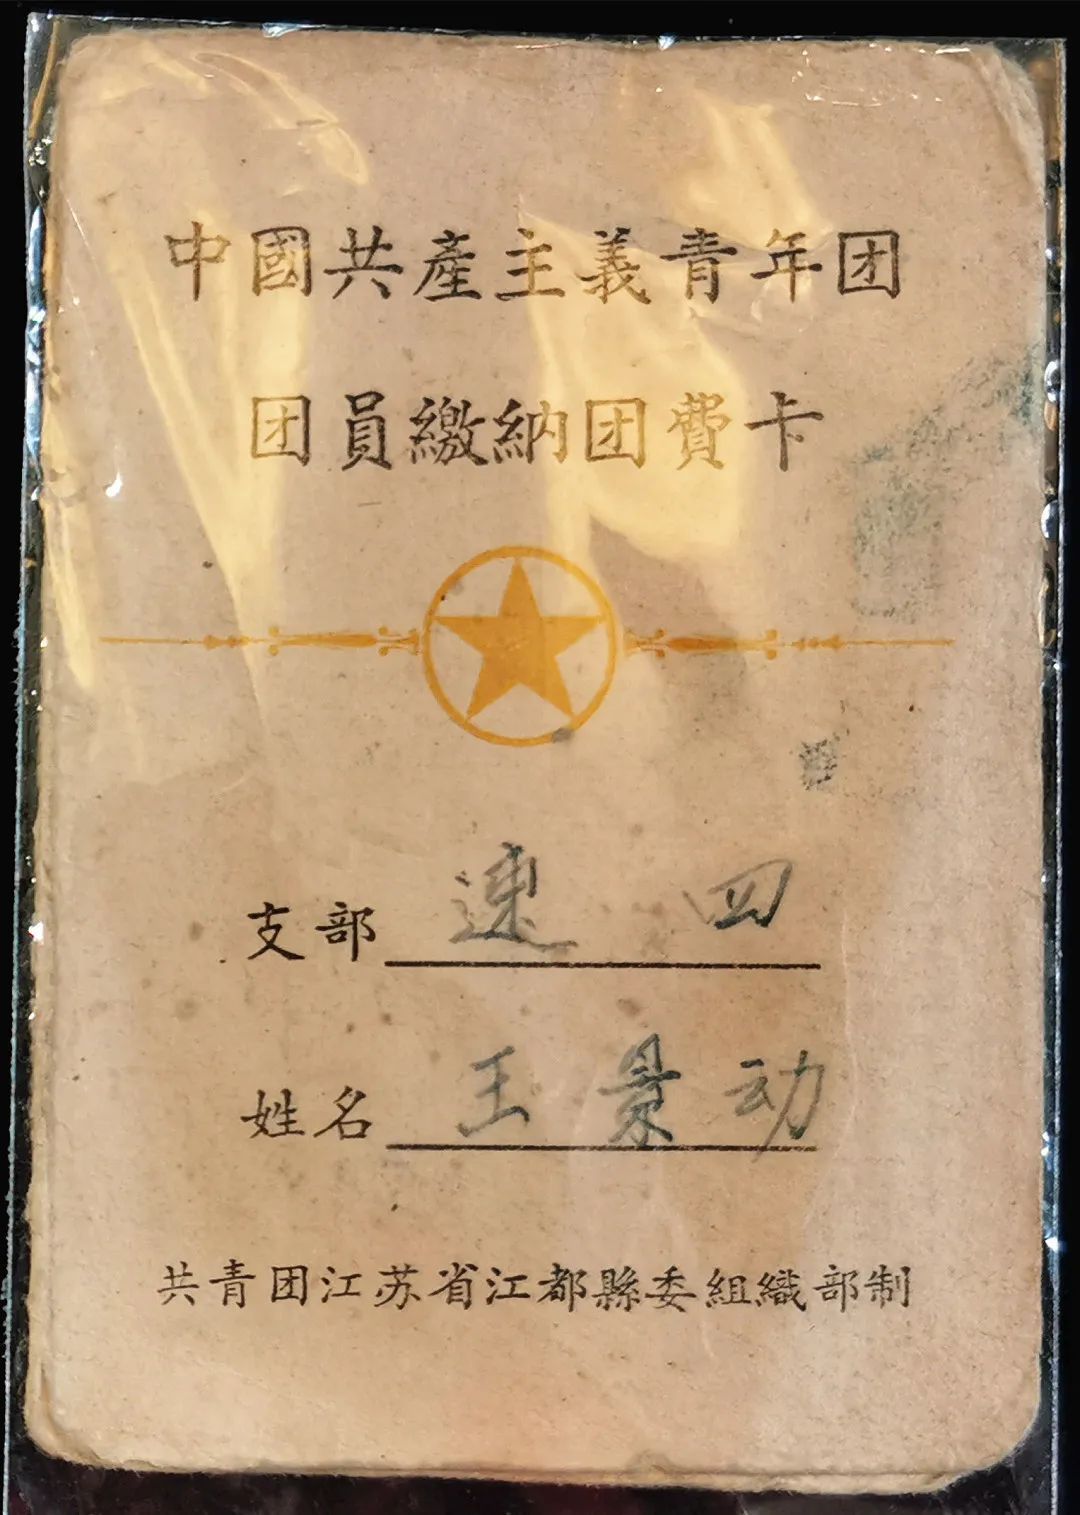 中國共產主義青年团
团員繳納团費卡
支部 速四
姓名 王景动
共青团江苏省江都縣委組織部制